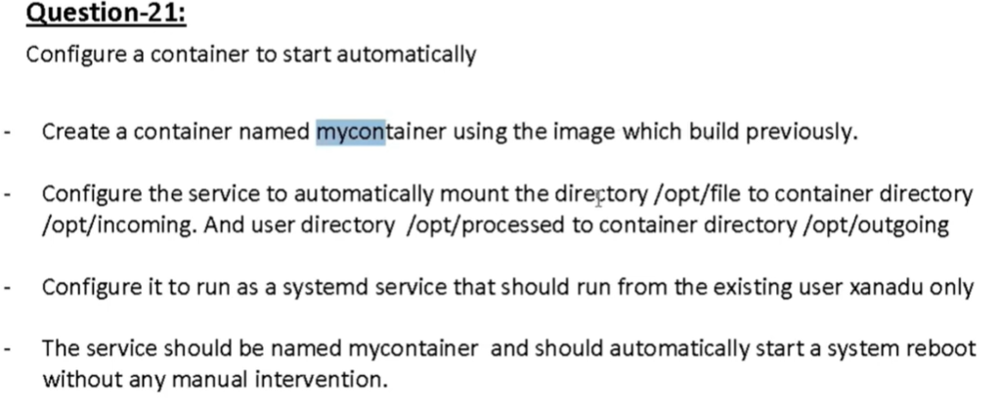 Question-21:
Configure a container to start automatically
- Create a container named mycontainer using the image which build previously.
- Configure the service to automatically mount the directory /opt/file to container directory
/opt/incoming. And user directory /opt/processed to container directory /opt/outgoing
- Configure it to run as a systemd service that should run from the existing user xanadu only
- The service should be named mycontainer and should automatically start a system reboot
without any manual intervention.